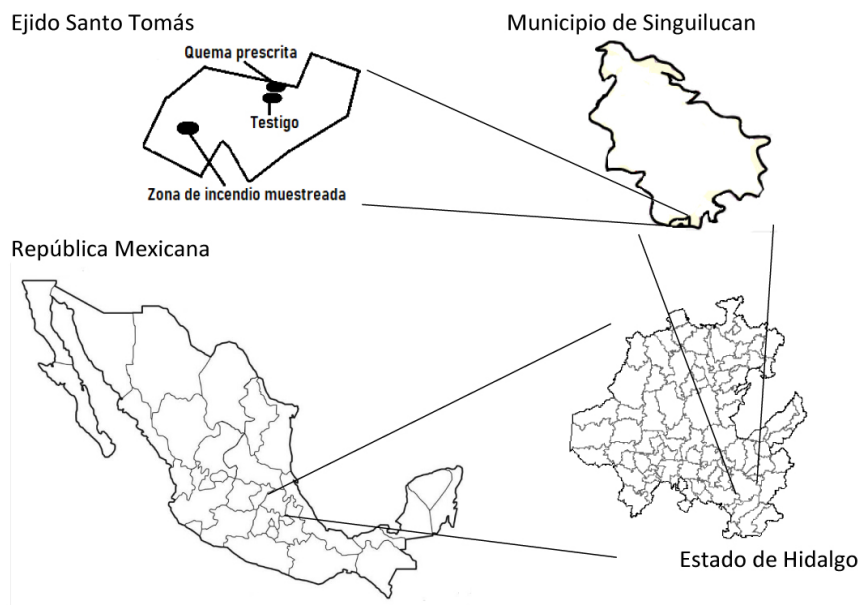 Ejido Santo Tomás
Municipio de Singuilucan
Quema prescrita
Testigo
Zona de incendio muestreada
República Mexicana
Estado de Hidalgo